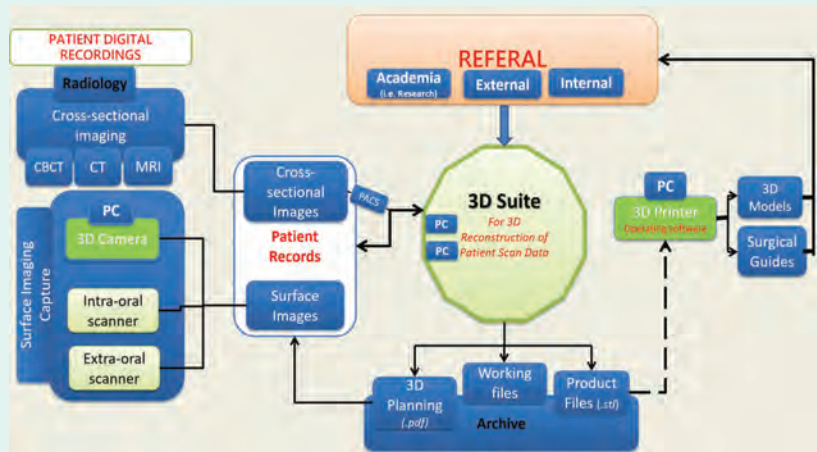 PATIENT DIGITAL
RECORDINGS
Radiology
Cross-sectional
imaging
CBCT
CT
MRI
Surface Imaging
Capture
PC
3D Camera
Intra-oral
scanner
Extra-oral
scanner
Cross-
sectional
Images
PACS
Patient
Records
Surface
Images
REFERAL
Academia
(i.e. Research)
External
Internal
3D Suite
PC
PC
For 3D
Reconstruction of
Patient Scan Data
3D
Planning
(.pdf)
Working
files
Product
Files (.stl)
Archive
PC
3D Printer
Operating software
3D
Models
Surgical
Guides